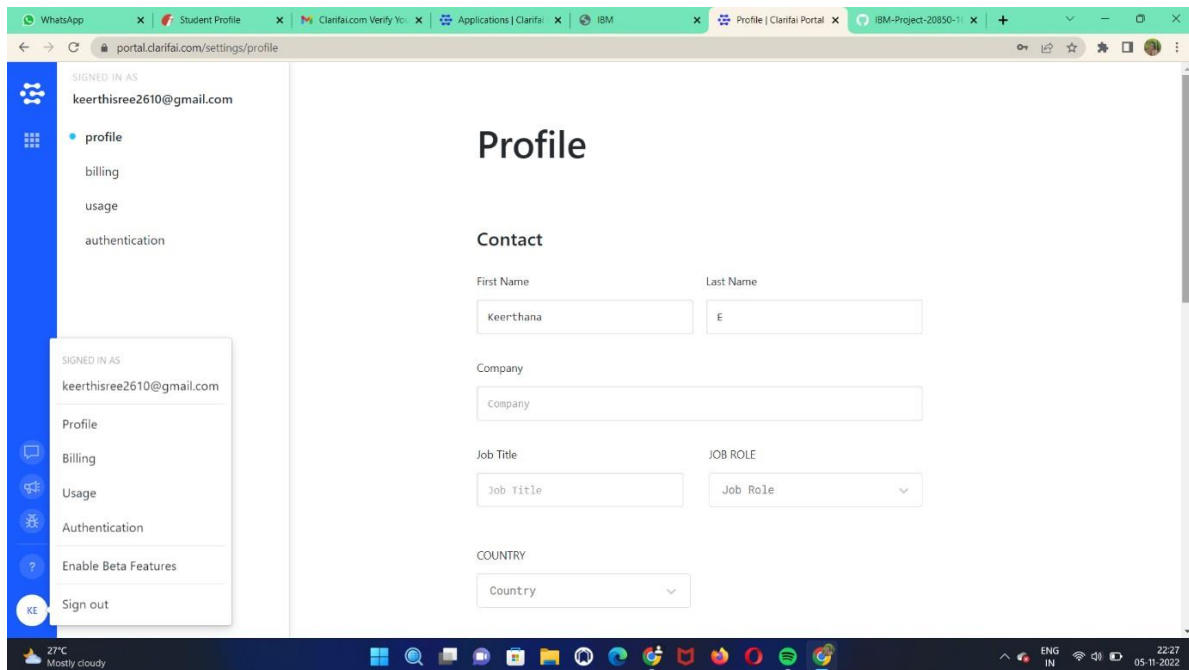 WhatsApp
Student Profile
Clarifai.com Verify You
Applications | Clarifai
IBM
Profile | Clarifai Portal
IBM-Project-20850-1
portal.clarifai.com/settings/profile
SIGNED IN AS
keerthisree2610@gmail.com
profile
billing
usage
authentication
SIGNED IN AS
keerthisree2610@gmail.com
Profile
Billing
Usage
Authentication
Enable Beta Features
Sign out
KE
?
Profile
Contact
First Name Last Name
Keerthana E
Company
Company
Job Title JOB ROLE
Job Title Job Role
COUNTRY
Country
27°C
Mostly cloudy
ENG
IN
22:27
05-11-2022